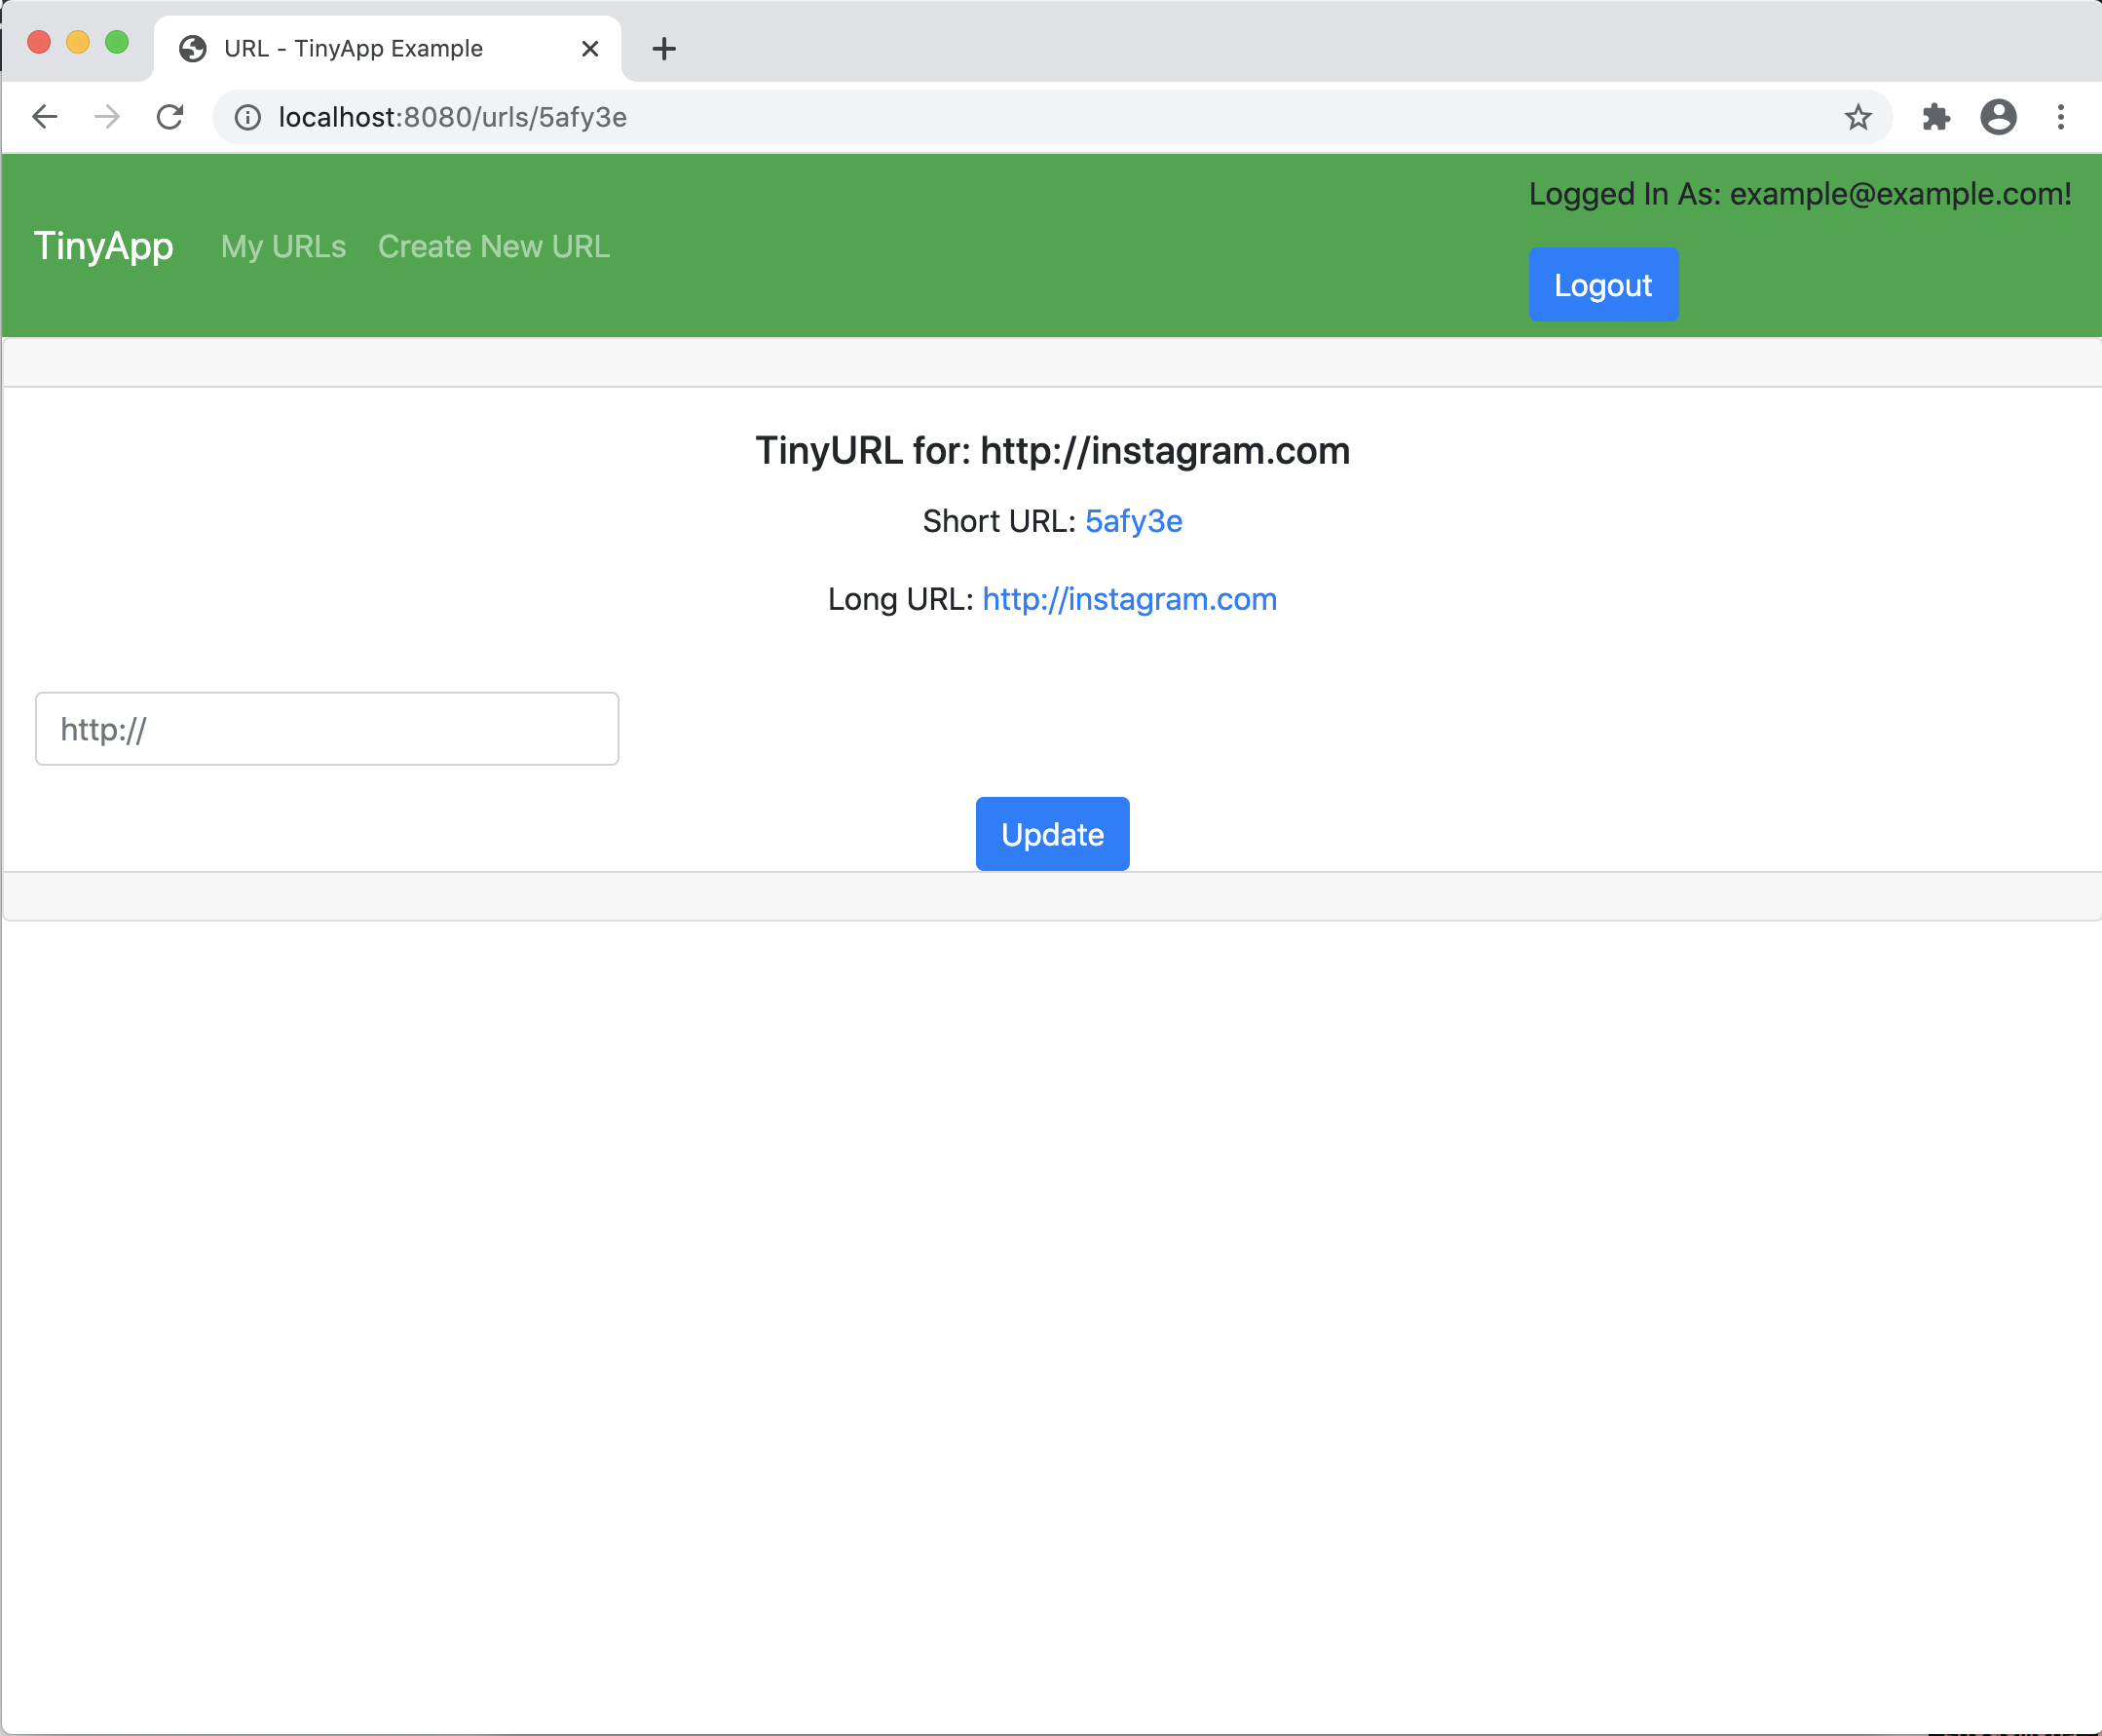 URL - TinyApp Example
localhost:8080/urls/5afy3e
Logged In As: example@example.com!
TinyApp My URLs Create New URL
Logout
TinyURL for: http://instagram.com
Short URL: 5afy3e
Long URL: http://instagram.com
http://
Update